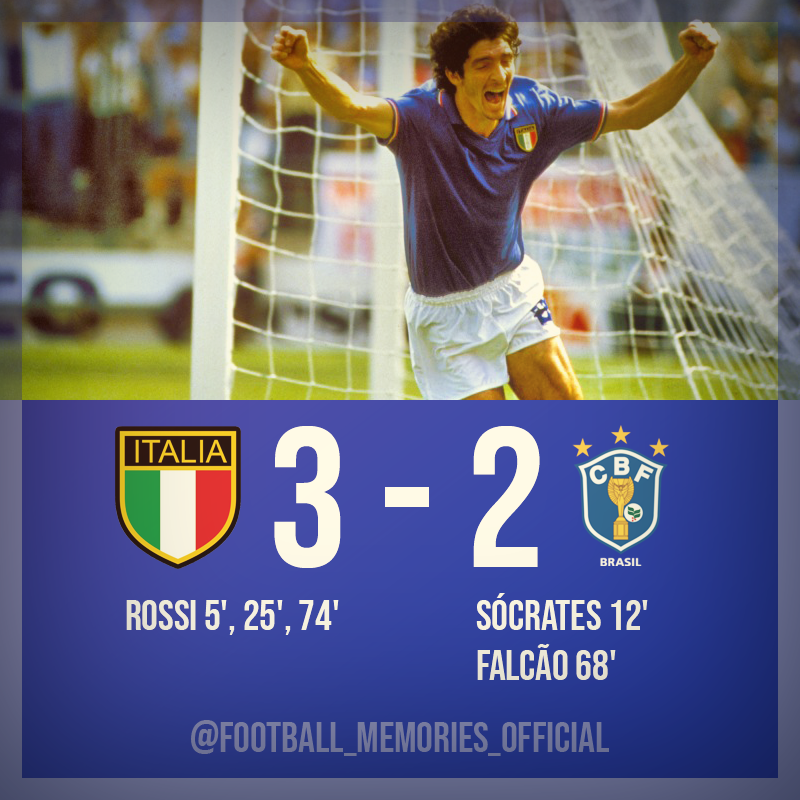 ITALIA
3 - 2
CBF
BRASIL
ROSSI 5', 25', 74'
SÓCRATES 12'
FALCÃO 68'
@FOOTBALL_MEMORIES_OFFICIAL